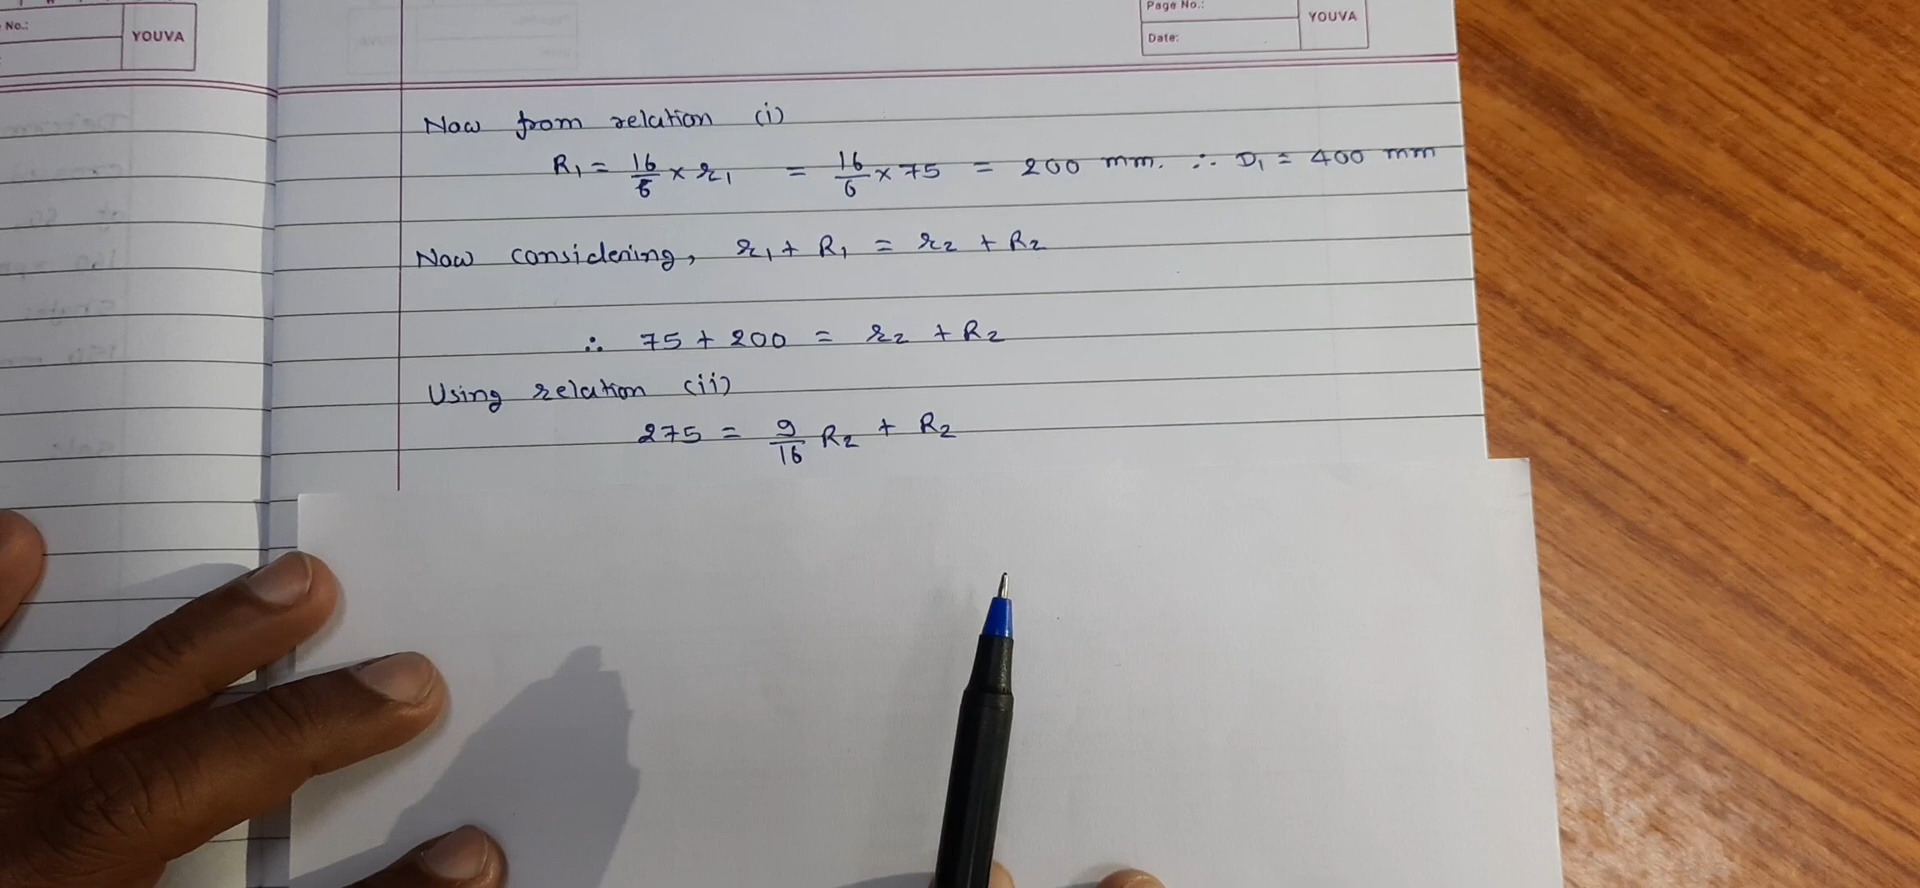 No.:
YOUVA
Page No.:
Date:
YOUVA
Now from relation (i)
R₁ = 16/6 × r₁ = 16/6 × 75 = 200 mm. ∴ D₁ = 400 mm
Now considering, r₁ + R₁ = r₂ + R₂
∴ 75 + 200 = r₂ + R₂
Using relation (ii)
275 = 9/16 R₂ + R₂